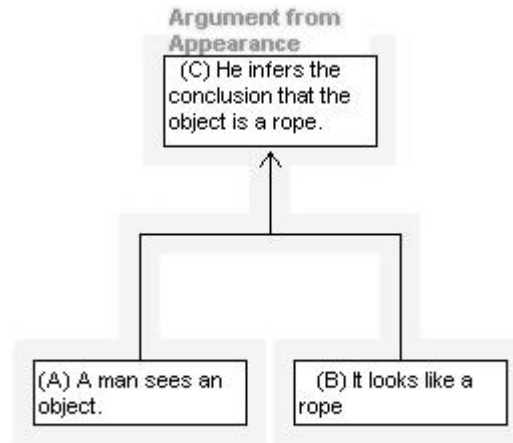 Argument from
Appearance
(C) He infers the
conclusion that the
object is a rope.
(A) A man sees an
object.
(B) It looks like a
rope